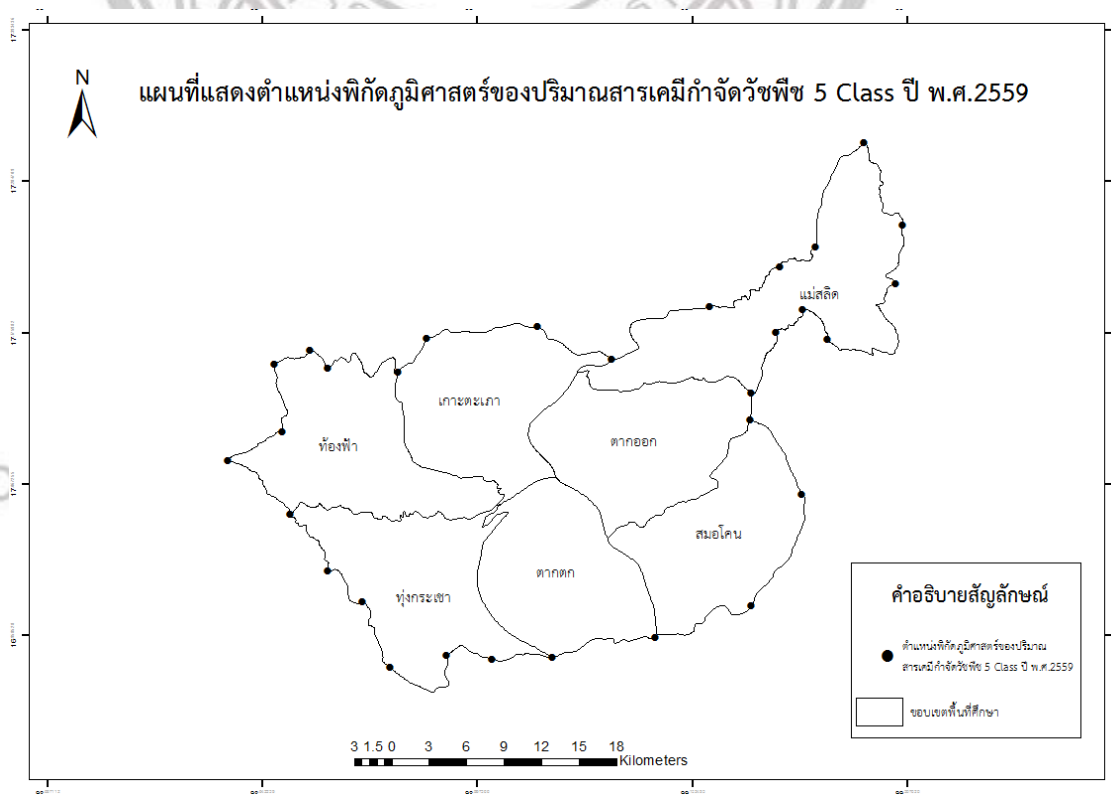 แผนที่แสดงตำแหน่งพิกัดภูมิศาสตร์ของปริมาณสารเคมีกำจัดวัชพืช 5 Class ปี พ.ศ.2559
N
แม่สลิด
เกาะตะเภา
ตากออก
ท้องฟ้า
สมอโคน
ตากตก
ทุ่งกระเชา
คำอธิบายสัญลักษณ์
ตำแหน่งพิกัดภูมิศาสตร์ของปริมาณ
สารเคมีกำจัดวัชพืช 5 Class ปี พ.ศ.2559
ขอบเขตพื้นที่ศึกษา
3 1.5 0 3 6 9 12 15 18
Kilometers